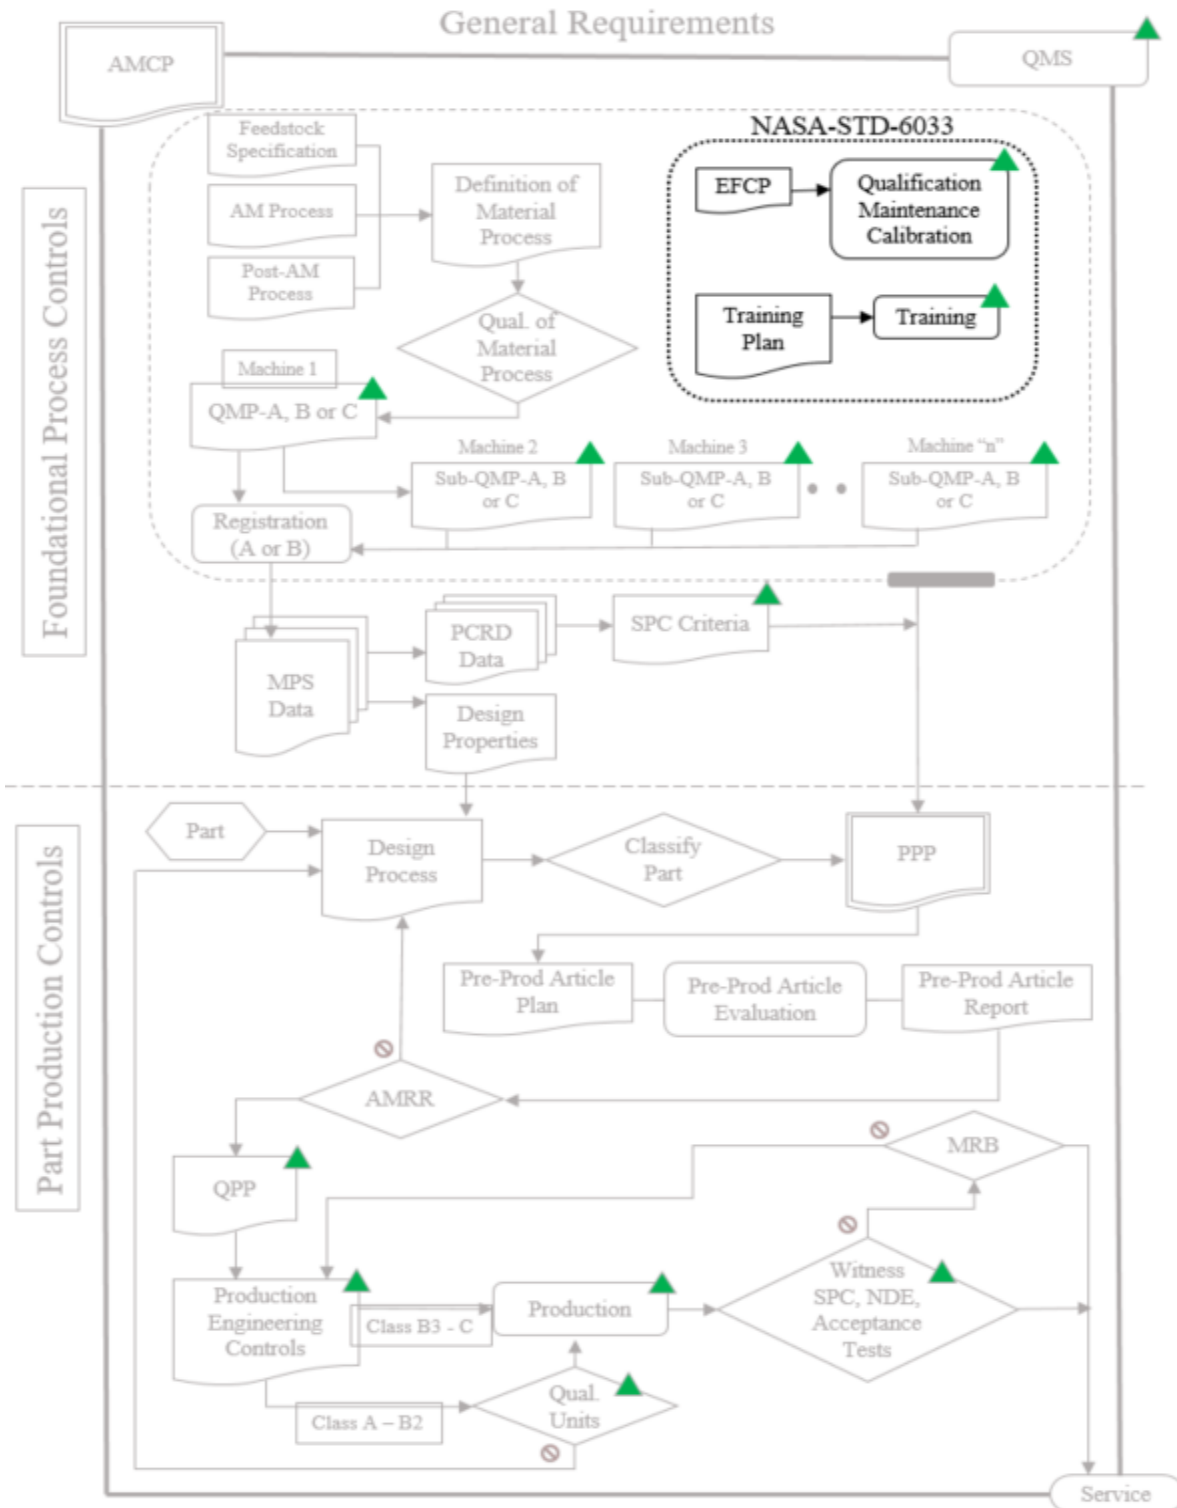 General Requirements
AMCP
QMS
Foundational Process Controls
Feedstock
Specification
AM Process
Post-AM
Process
Definition of
Material
Process
Qual. of
Material
Process
NASA-STD-6033
EFCP
Qualification
Maintenance
Calibration
Training
Plan
Training
Machine 1
QMP-A, B or C
Machine 2
Sub-QMP-A, B
or C
Machine 3
Sub-QMP-A, B
or C
Machine “n”
Sub-QMP-A, B
or C
Registration
(A or B)
MPS
Data
PCRD
Data
SPC Criteria
Design
Properties
Part Production Controls
Part
Design
Process
Classify
Part
PPP
Pre-Prod Article
Plan
Pre-Prod Article
Evaluation
Pre-Prod Article
Report
AMRR
MRB
QPP
Production
Engineering
Controls
Class B3 - C
Production
Witness
SPC, NDE,
Acceptance
Tests
Class A – B2
Qual.
Units
Service